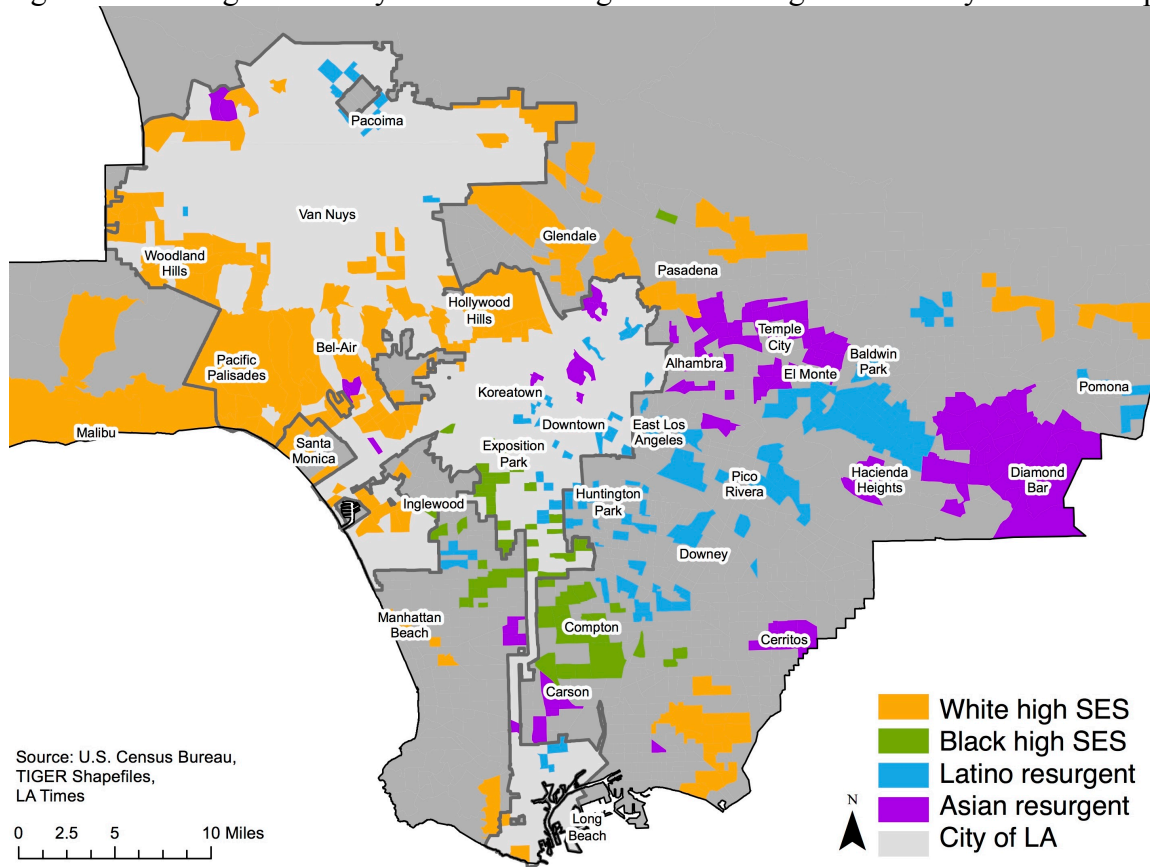 Pacoima
Van Nuys
Woodland
Hills
Glendale
Pasadena
Hollywood
Hills
Bel-Air
Pacific
Palisades
Temple
City
Alhambra
El Monte
Baldwin
Park
Pomona
Koreatown
Downtown
East Los
Angeles
Malibu
Santa
Monica
Exposition
Park
Pico
Rivera
Hacienda
Heights
Diamond
Bar
Inglewood
Huntington
Park
Downey
Manhattan
Beach
Compton
Cerritos
Carson
Long
Beach
White high SES
Black high SES
Latino resurgent
Asian resurgent
City of LA
N
Source: U.S. Census Bureau,
TIGER Shapefiles,
LA Times
0 2.5 5 10 Miles